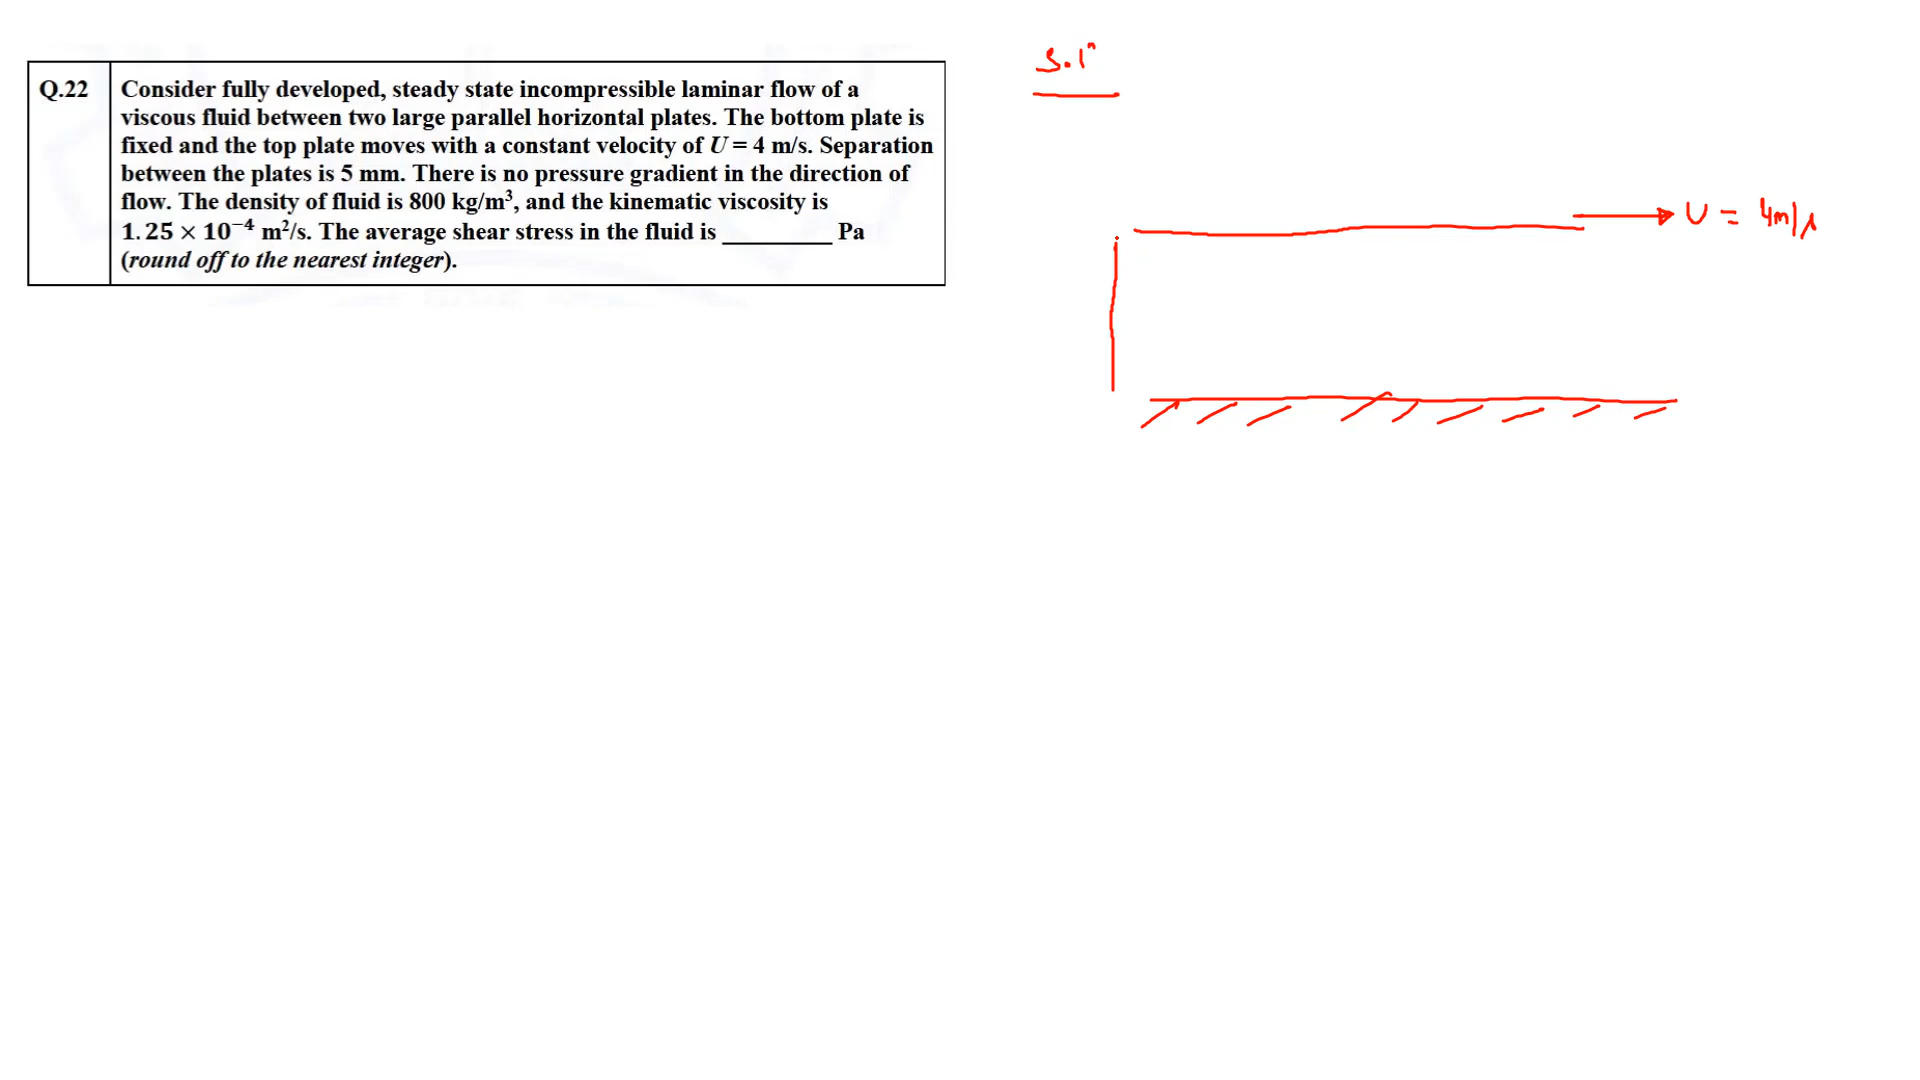 Q.22 Consider fully developed, steady state incompressible laminar flow of a
viscous fluid between two large parallel horizontal plates. The bottom plate is
fixed and the top plate moves with a constant velocity of U = 4 m/s. Separation
between the plates is 5 mm. There is no pressure gradient in the direction of
flow. The density of fluid is 800 kg/m³, and the kinematic viscosity is
1.25 × 10⁻⁴ m²/s. The average shear stress in the fluid is ________ Pa
(round off to the nearest integer).
U = 4m/s